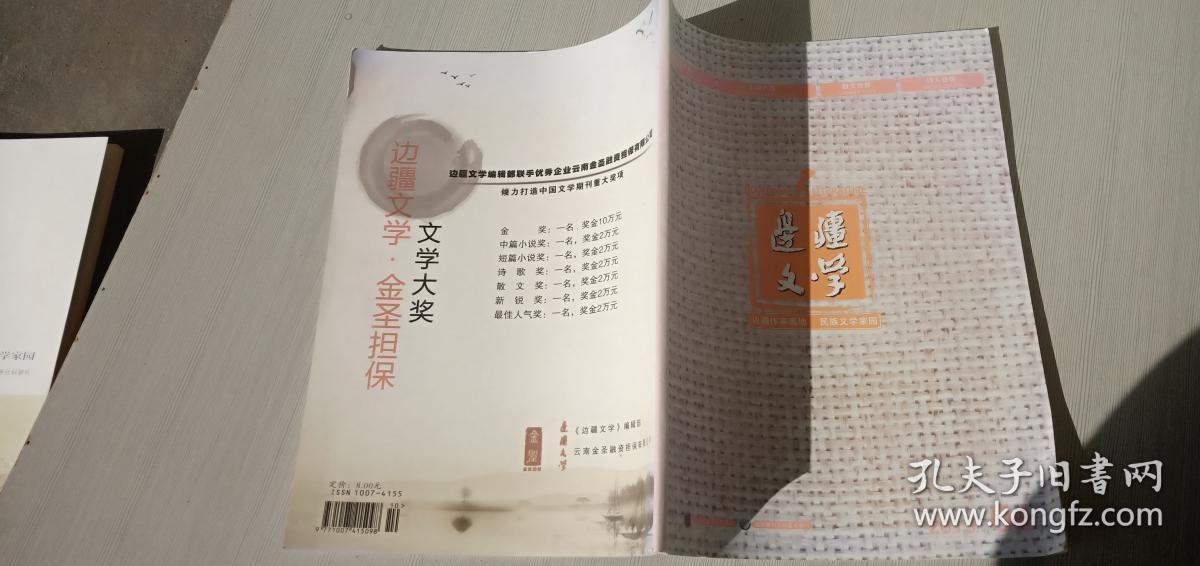 边疆文学·金圣担保
文学大奖
边疆文学编辑部联手优秀企业云南金圣融资担保有限公司
倾力打造中国文学期刊重大奖项
金 奖：一名，奖金10万元
中篇小说奖：一名，奖金2万元
短篇小说奖：一名，奖金2万元
诗 歌 奖：一名，奖金2万元
散 文 奖：一名，奖金2万元
新 锐 奖：一名，奖金2万元
最佳人气奖：一名，奖金2万元
边疆文学
《边疆文学》编辑部
云南金圣融资担保有限公
定价：8.00元
ISSN 1007-4155
10>
9 771007 415098
邊疆
文学
边疆作家高地 民族文学家园
孔夫子旧书网
www.kongfz.com